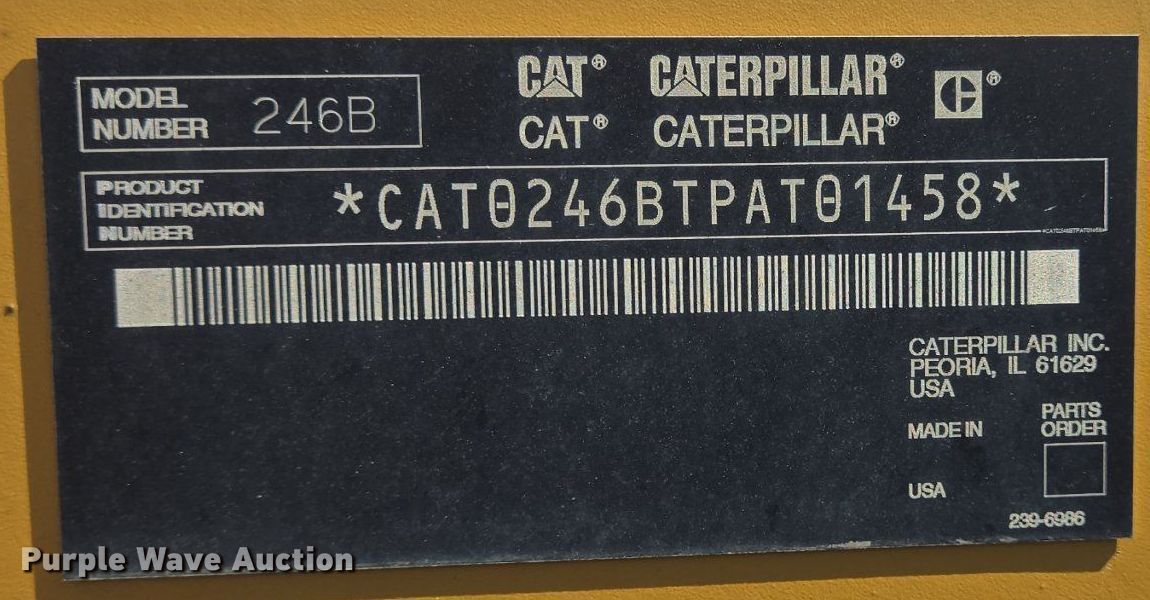 MODEL
NUMBER 246B
CAT® CATERPILLAR® C®
CAT® CATERPILLAR®
PRODUCT
IDENTIFICATION
NUMBER
*CAT0246BTPAT01458*
*CAT0246BTPAT01458*
CATERPILLAR INC.
PEORIA, IL 61629
USA
MADE IN
USA
PARTS
ORDER
239-6986
Purple Wave Auction